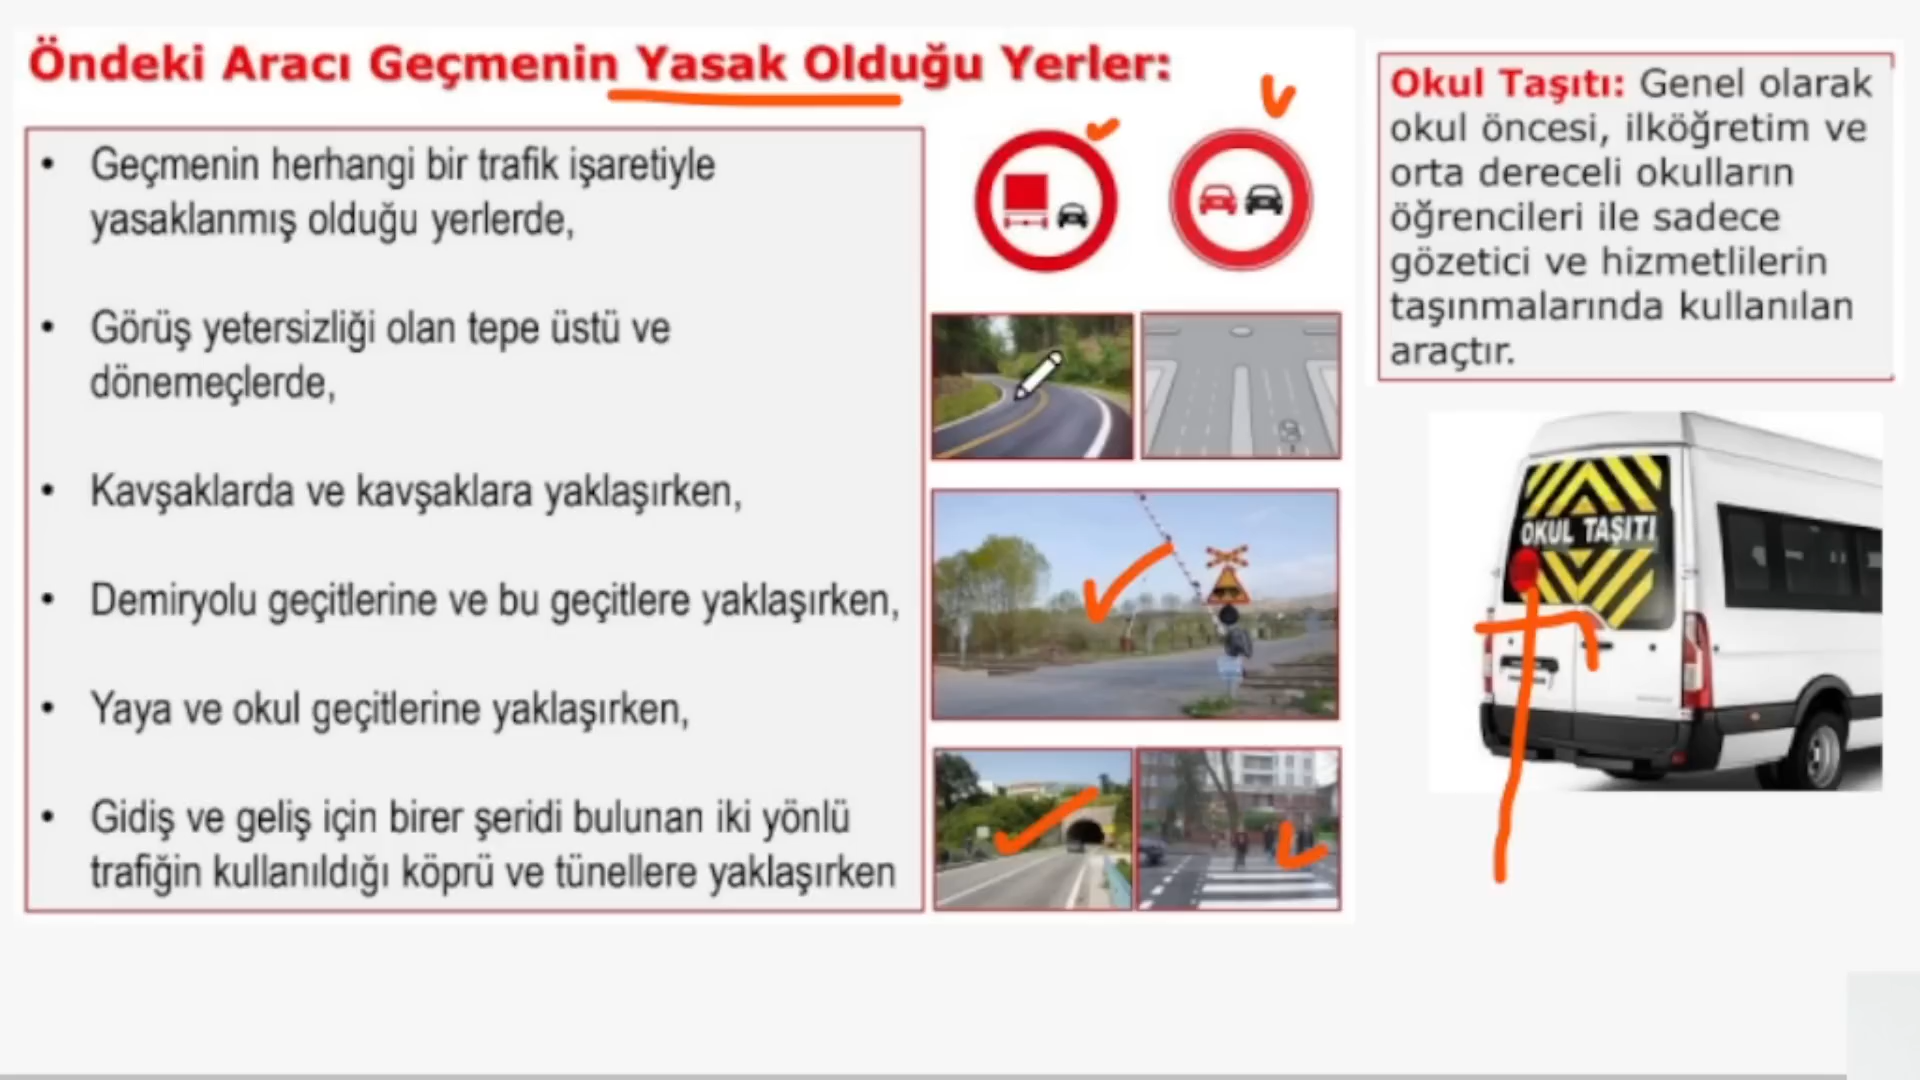 Öndeki Aracı Geçmenin Yasak Olduğu Yerler:
• Geçmenin herhangi bir trafik işaretiyle
yasaklanmış olduğu yerlerde,
• Görüş yetersizliği olan tepe üstü ve
dönemeçlerde,
• Kavşaklarda ve kavşaklara yaklaşırken,
• Demiryolu geçitlerine ve bu geçitlere yaklaşırken,
• Yaya ve okul geçitlerine yaklaşırken,
• Gidiş ve geliş için birer şeridi bulunan iki yönlü
trafiğin kullanıldığı köprü ve tünellere yaklaşırken
Okul Taşıtı: Genel olarak
okul öncesi, ilköğretim ve
orta dereceli okulların
öğrencileri ile sadece
gözetici ve hizmetlilerin
taşınmalarında kullanılan
araçtır.
OKUL TAŞITI